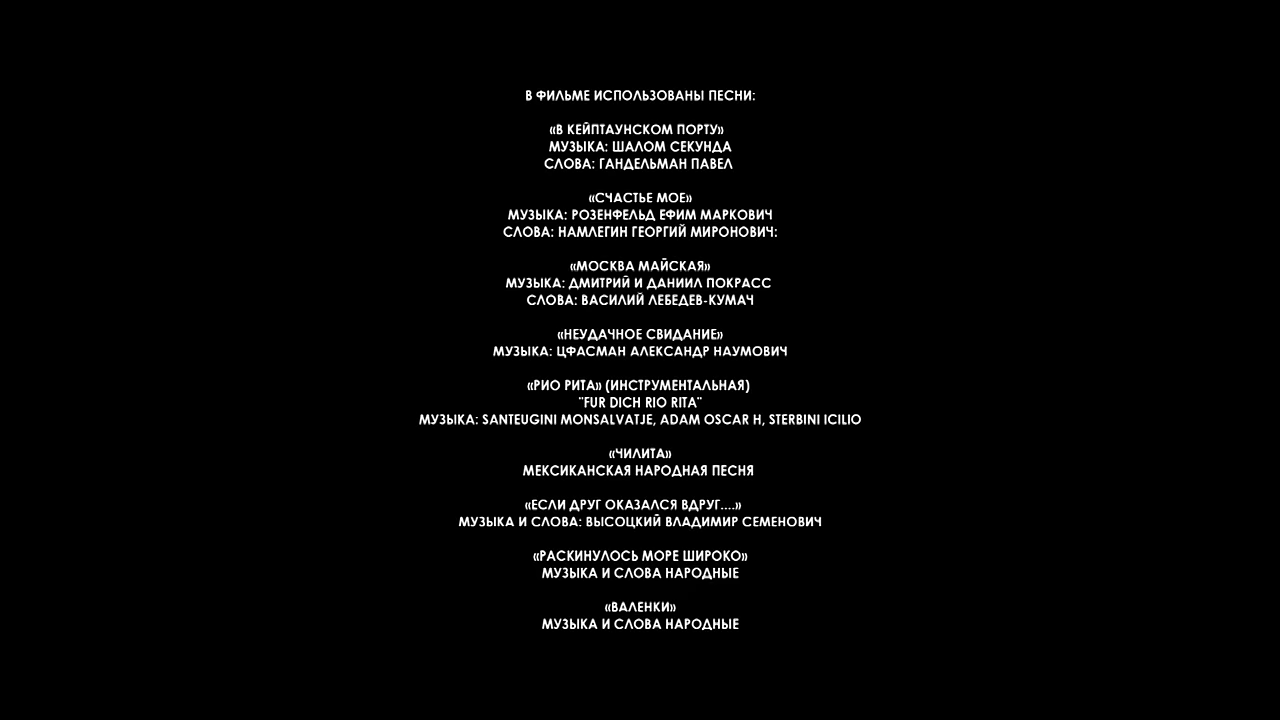 В ФИЛЬМЕ ИСПОЛЬЗОВАНЫ ПЕСНИ:
«В КЕЙПТАУНСКОМ ПОРТУ»
МУЗЫКА: ШАЛОМ СЕКУНДА
СЛОВА: ГАНДЕЛЬМАН ПАВЕЛ
«СЧАСТЬЕ МОЕ»
МУЗЫКА: РОЗЕНФЕЛЬД ЕФИМ МАРКОВИЧ
СЛОВА: НАМЛЕГИН ГЕОРГИЙ МИРОНОВИЧ:
«МОСКВА МАЙСКАЯ»
МУЗЫКА: ДМИТРИЙ И ДАНИИЛ ПОКРАСС
СЛОВА: ВАСИЛИЙ ЛЕБЕДЕВ-КУМАЧ
«НЕУДАЧНОЕ СВИДАНИЕ»
МУЗЫКА: ЦФАСМАН АЛЕКСАНДР НАУМОВИЧ
«РИО РИТА» (ИНСТРУМЕНТАЛЬНАЯ)
"FUR DICH RIO RITA"
МУЗЫКА: SANTEUGINI MONSALVATJE, ADAM OSCAR H, STERBINI ICILIO
«ЧИЛИТА»
МЕКСИКАНСКАЯ НАРОДНАЯ ПЕСНЯ
«ЕСЛИ ДРУГ ОКАЗАЛСЯ ВДРУГ....»
МУЗЫКА И СЛОВА: ВЫСОЦКИЙ ВЛАДИМИР СЕМЕНОВИЧ
«РАСКИНУЛОСЬ МОРЕ ШИРОКО»
МУЗЫКА И СЛОВА НАРОДНЫЕ
«ВАЛЕНКИ»
МУЗЫКА И СЛОВА НАРОДНЫЕ